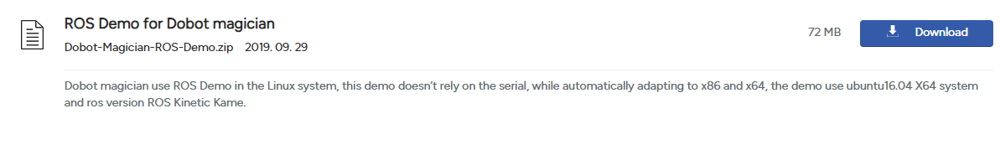 ROS Demo for Dobot magician
Dobot-Magician-ROS-Demo.zip 2019. 09. 29
72 MB
Download
Dobot magician use ROS Demo in the Linux system, this demo doesn't rely on the serial, while automatically adapting to x86 and x64, the demo use ubuntu16.04 X64 system
and ros version ROS Kinetic Kame.